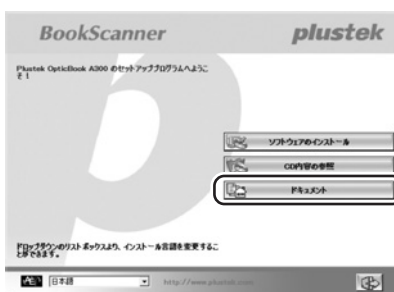 BookScanner
plustek
Plustek OpticBook A300 のセットアッププログラムへようこ
そ！
ソフトウェアのインストール
CD内容の参照
ドキュメント
ドロップダウンのリストボックスより、インストール言語を変更するこ
とができます。
日本語
http://www.plustek.com